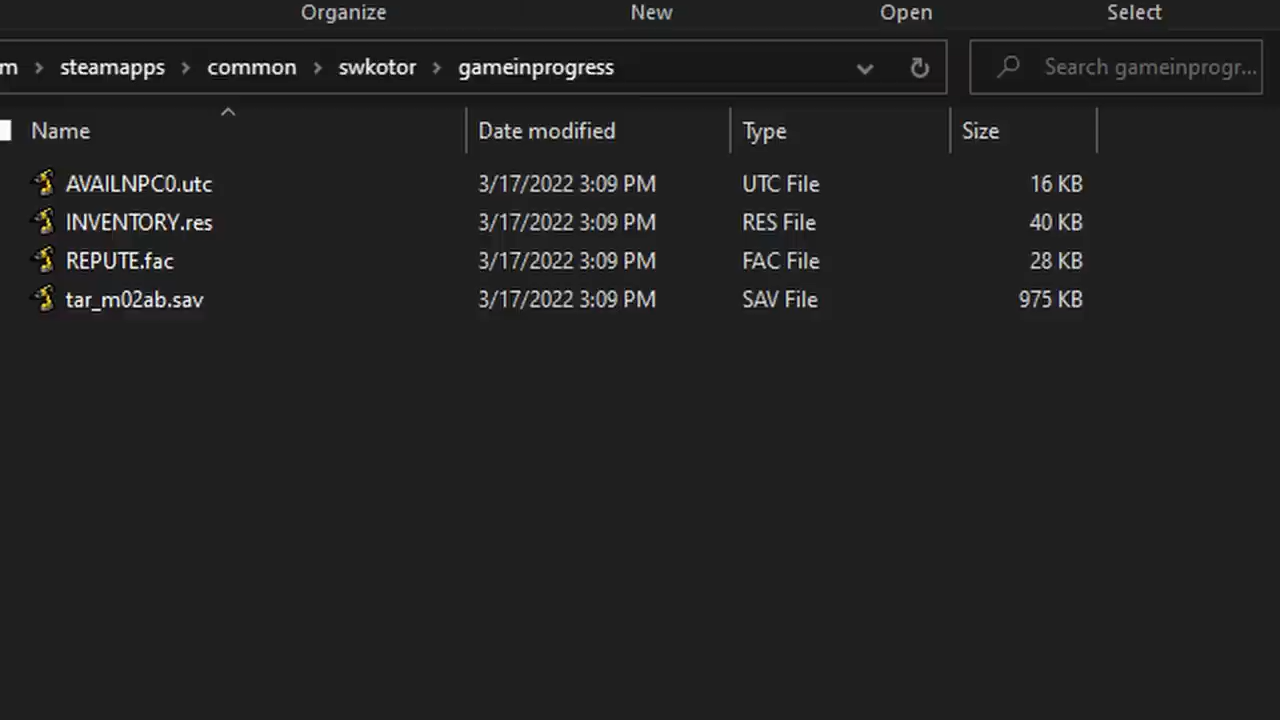 Organize New Open Select
m > steamapps > common > swkotor > gameinprogress Search gameinprogr...
Name Date modified Type Size
AVAILNPC0.utc 3/17/2022 3:09 PM UTC File 16 KB
INVENTORY.res 3/17/2022 3:09 PM RES File 40 KB
REPUTE.fac 3/17/2022 3:09 PM FAC File 28 KB
tar_m02ab.sav 3/17/2022 3:09 PM SAV File 975 KB